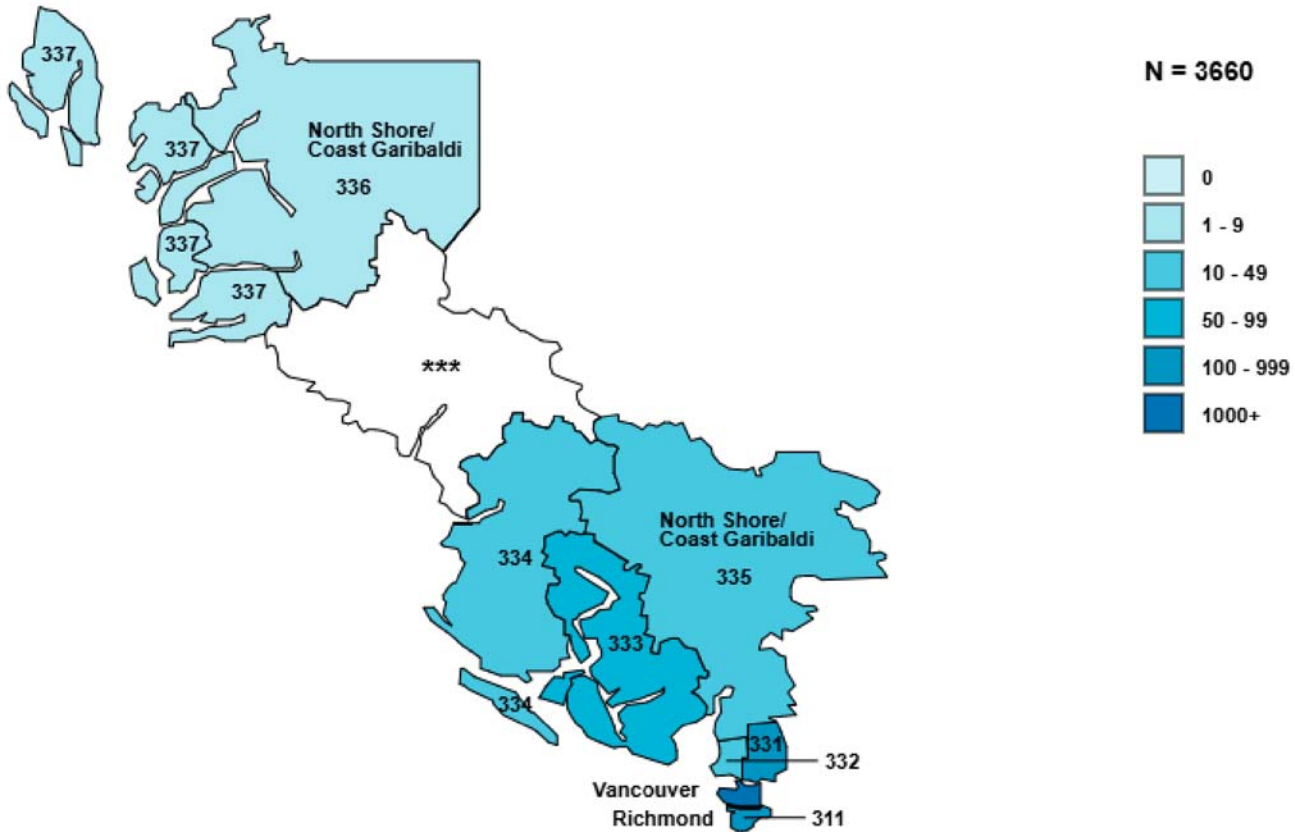 337
N = 3660
337
North Shore/
Coast Garibaldi
336
0
1 - 9
337
10 - 49
337
50 - 99
***
100 - 999
1000+
North Shore/
Coast Garibaldi
334
335
333
334
331
332
Vancouver
Richmond
311